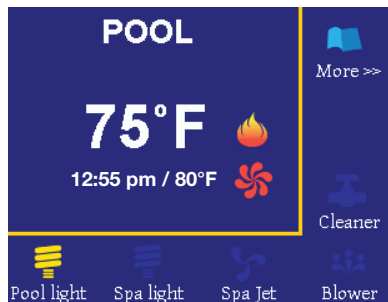 POOL
More >>
75°F
12:55 pm / 80°F
Cleaner
Pool light
Spa light
Spa Jet
Blower